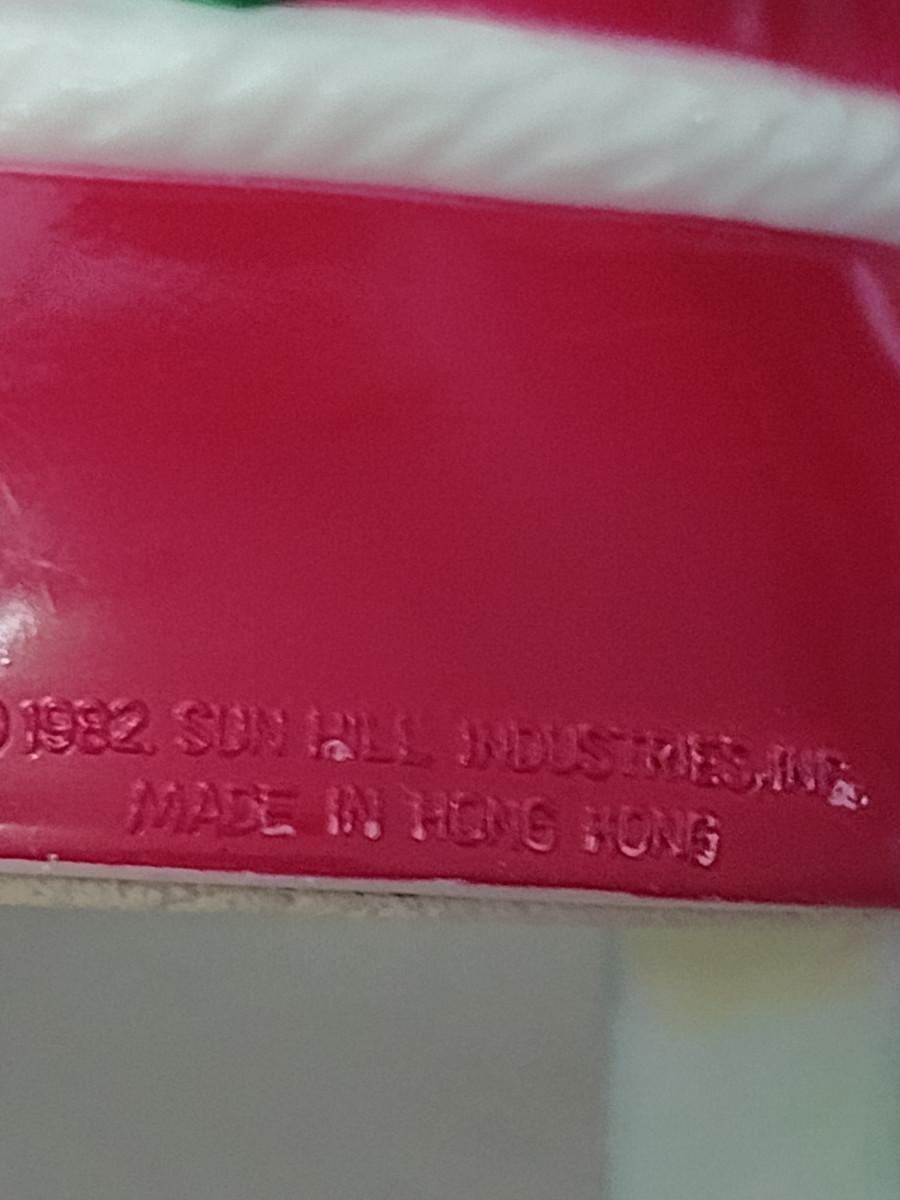 © 1982 SUN HILL INDUSTRIES, INC.
MADE IN HONG KONG